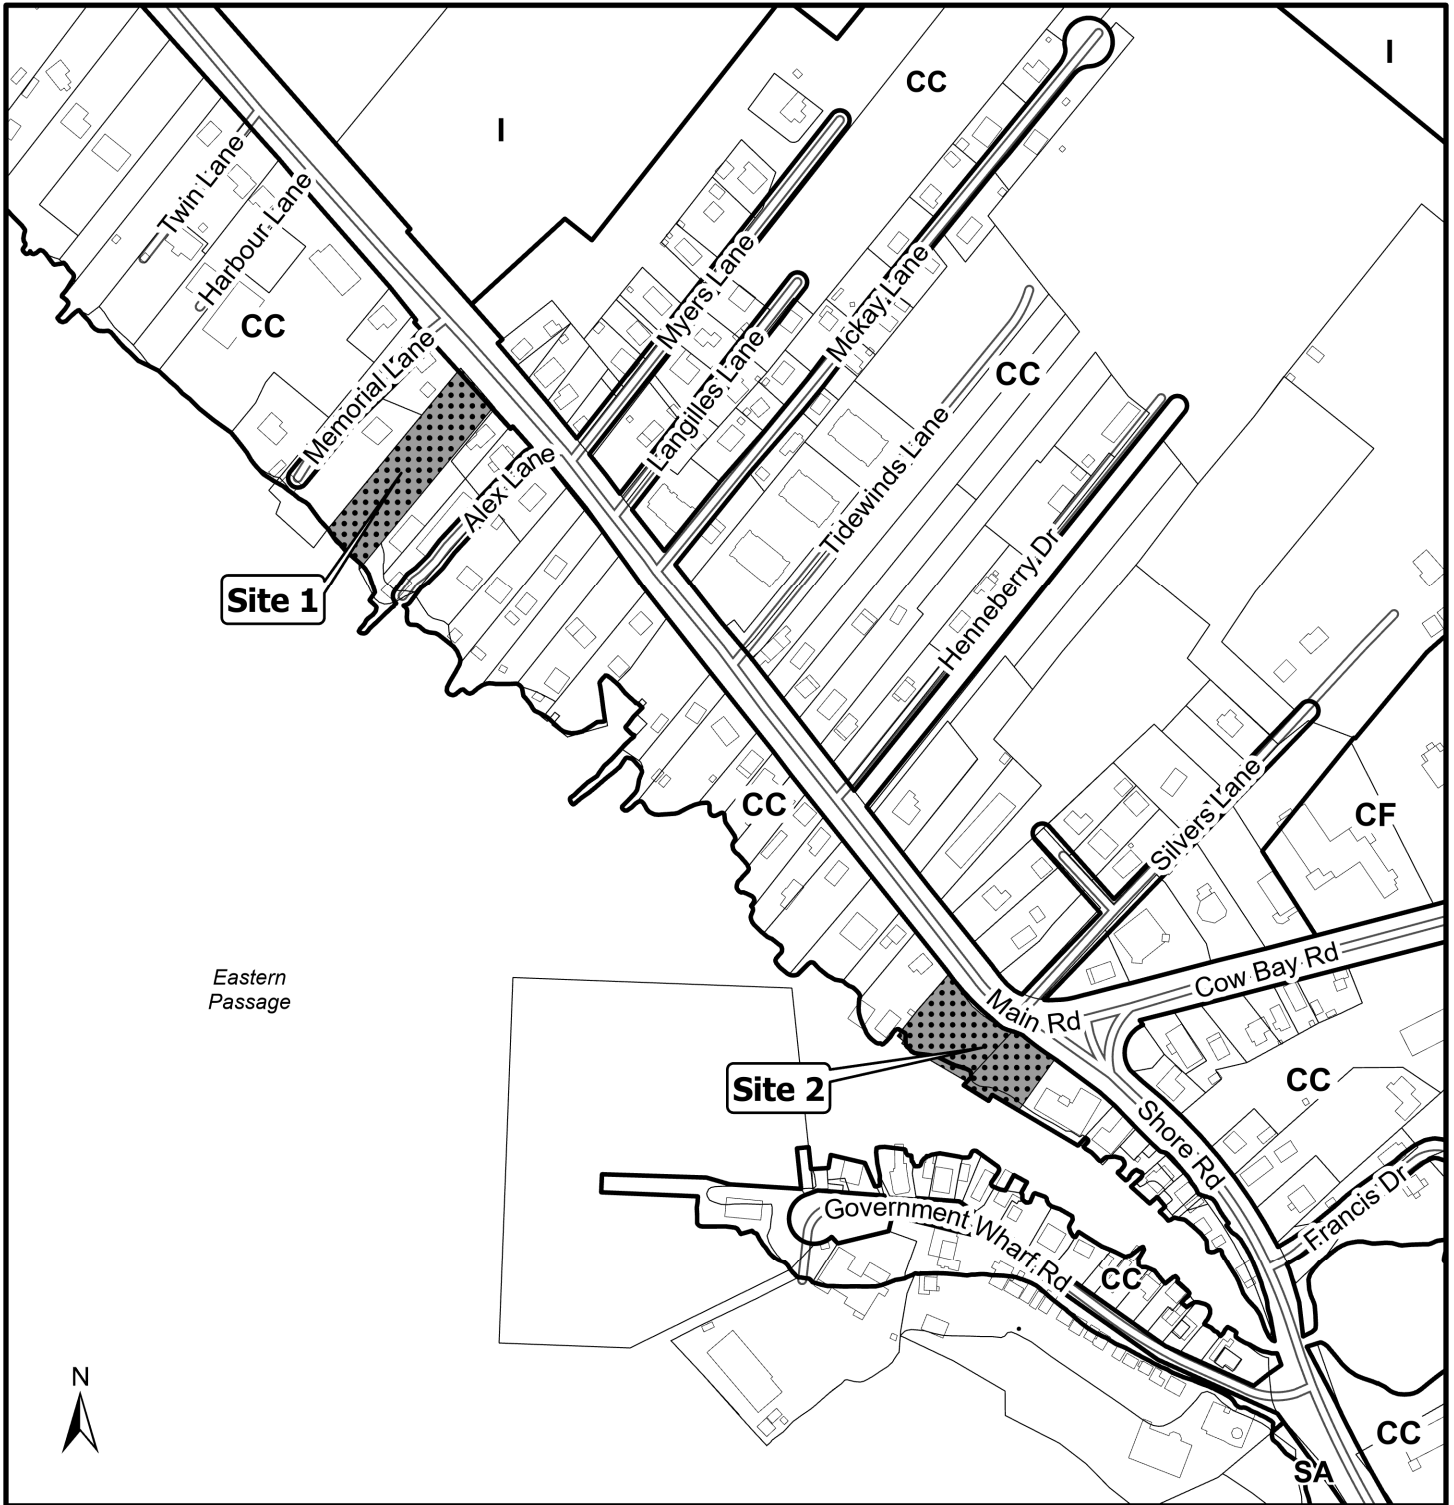 I
CC
I
Twin Lane
Harbour Lane
CC
Memorial Lane
Myers Lane
Langilles Lane
Mckay Lane
CC
Alex Lane
Tidewinds Lane
Site 1
Henneberry Dr
CC
CF
Silvers Lane
Eastern
Passage
Cow Bay Rd
Main Rd
Site 2
CC
Shore Rd
Francis Dr
Government Wharf Rd
CC
N
CC
SA